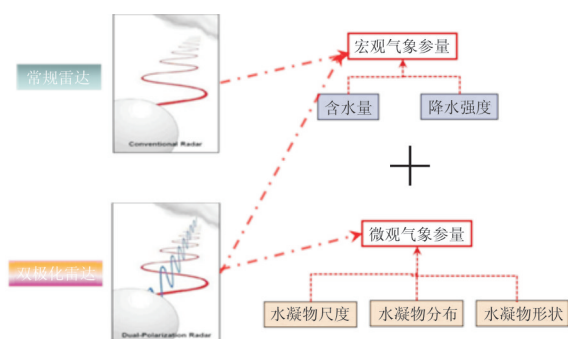 常规雷达
Conventional Radar
宏观气象参量
含水量
降水强度
双极化雷达
Dual-Polarization Radar
微观气象参量
水凝物尺度
水凝物分布
水凝物形状